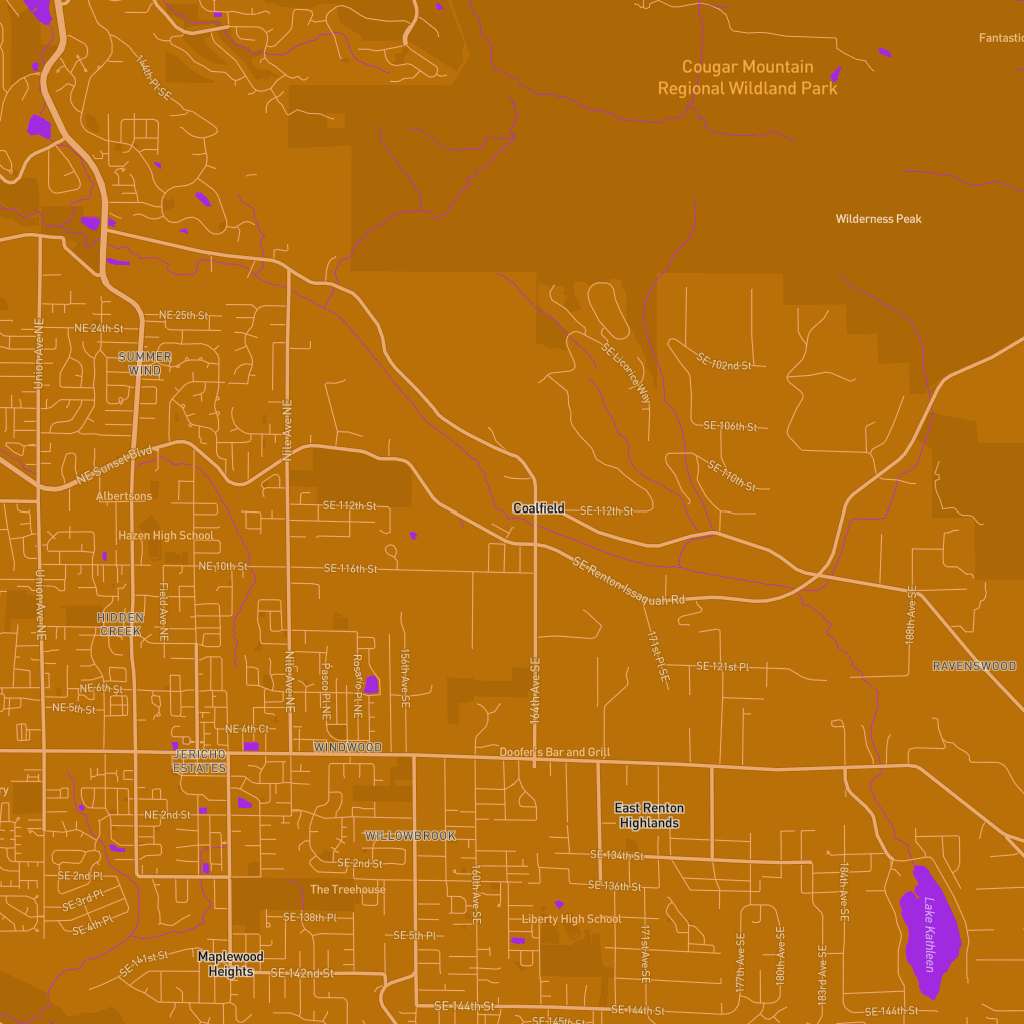 Fantastic
Cougar Mountain
Regional Wildland Park
144th Pl SE
Wilderness Peak
NE 25th St
NE 24th St
Union Ave NE
SUMMER
WIND
SE Licorice Way
SE 102nd St
Nile Ave NE
SE 106th St
NE Sunset Blvd
SE 110th St
Albertsons
SE 112th St
Coalfield
SE 112th St
Hazen High School
NE 10th St
SE 116th St
SE Renton Issaquah Rd
Union Ave NE
Field Ave NE
HIDDEN
CREEK
188th Ave SE
171st Pl SE
RAVENSWOOD
SE 121st Pl
Nile Ave NE
Pasco Pl NE
Rosario Pl NE
156th Ave SE
164th Ave SE
NE 6th St
NE 5th St
NE 4th Ct
WINDWOOD
JERICHO
ESTATES
Doofer's Bar and Grill
ry
NE 2nd St
East Renton
Highlands
WILLOWBROOK
SE 2nd St
SE 134th St
SE 2nd Pl
SE 136th St
The Treehouse
160th Ave SE
184th Ave SE
SE 3rd Pl
SE 4th Pl
SE 138th Pl
Liberty High School
SE 5th Pl
Lake Kathleen
171st Ave SE
177th Ave SE
180th Ave SE
183rd Ave SE
Maplewood
Heights
SE 141st St
SE 142nd St
SE 144th St
SE 144th St
SE 144th St
SE 145th St